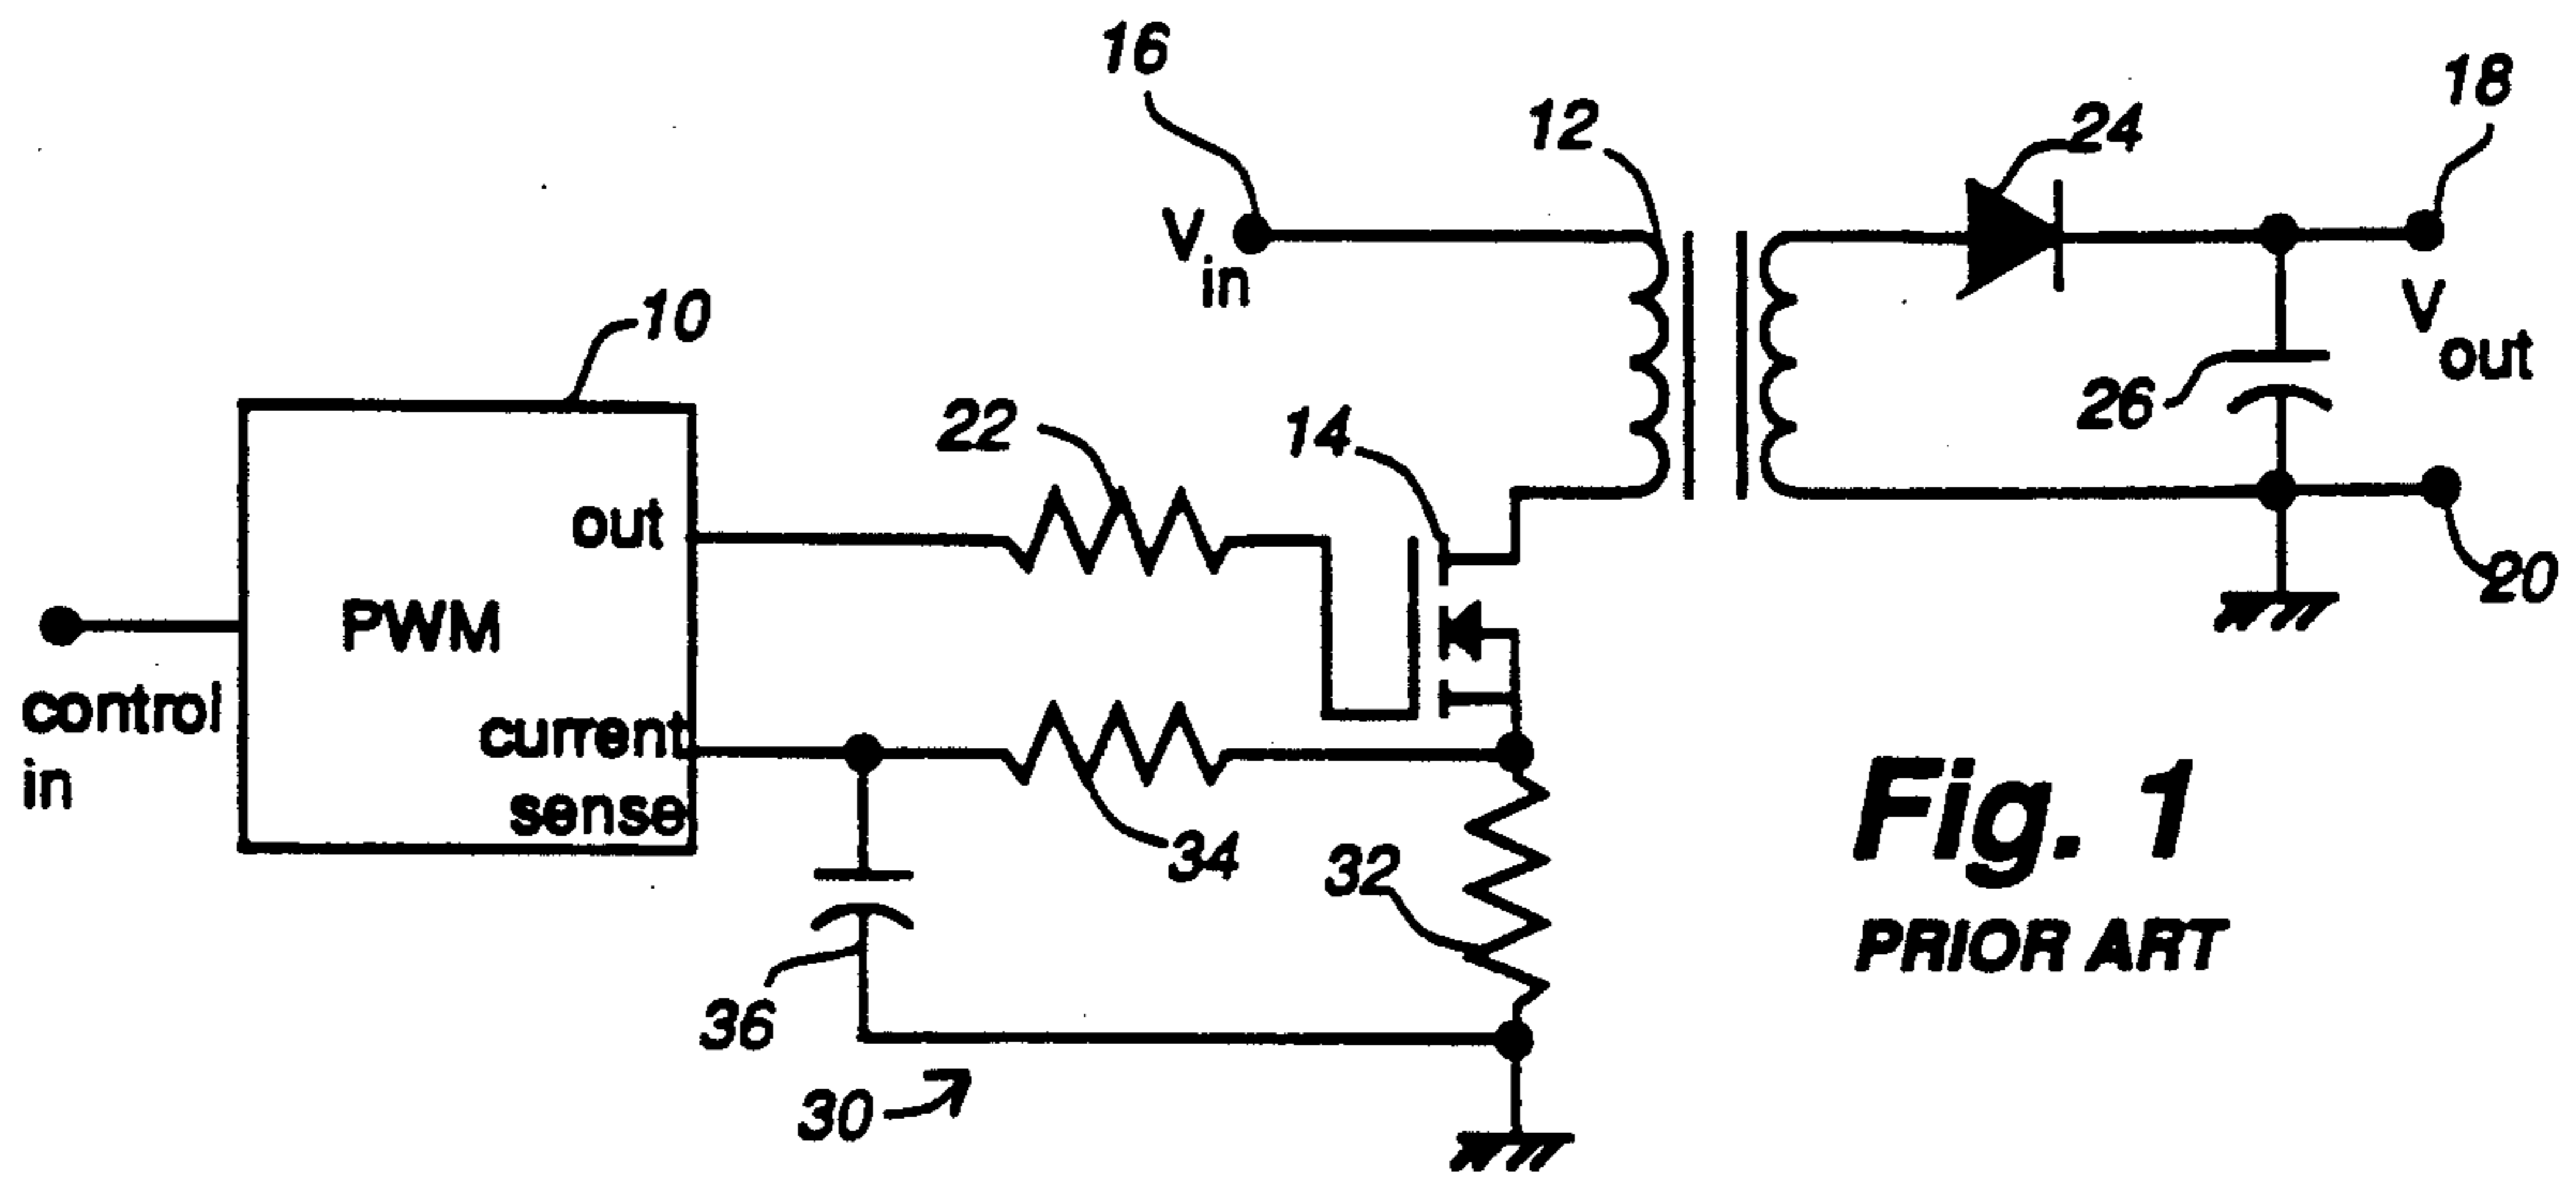 16
12
24
18
V
in
V
out
10
22
14
26
out
20
PWM
control
in
current
sense
34
32
36
30
Fig. 1
PRIOR ART